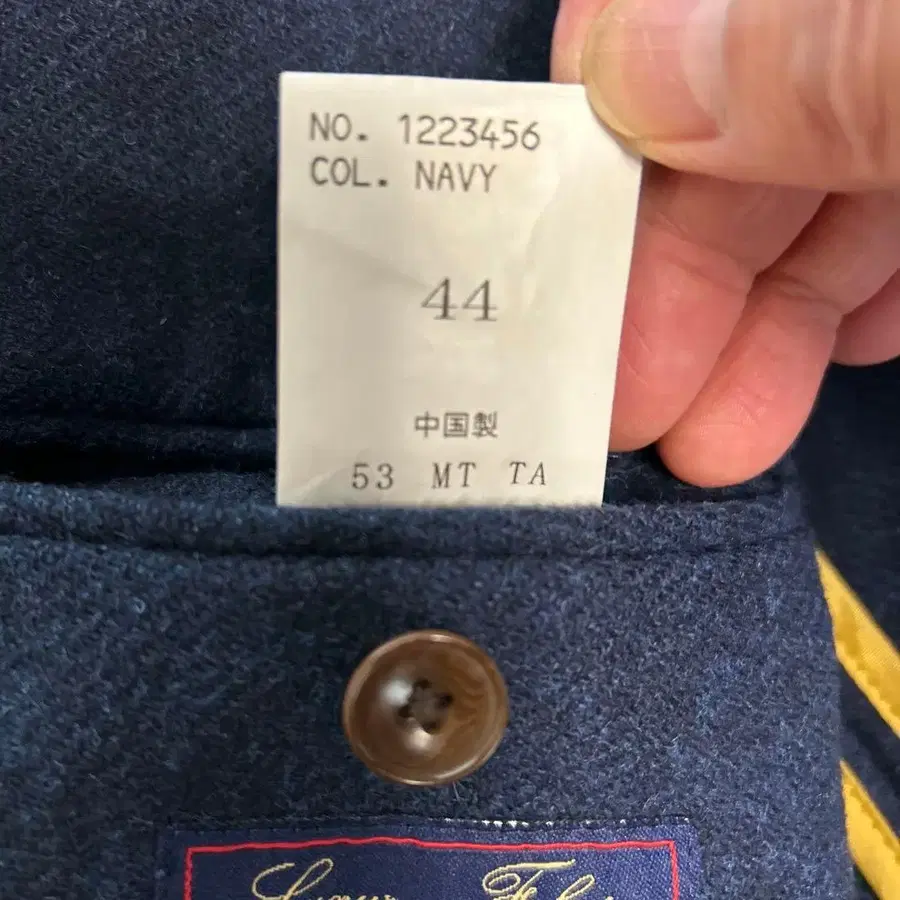 NO. 1223456
COL. NAVY
44
中国製
53 MT TA